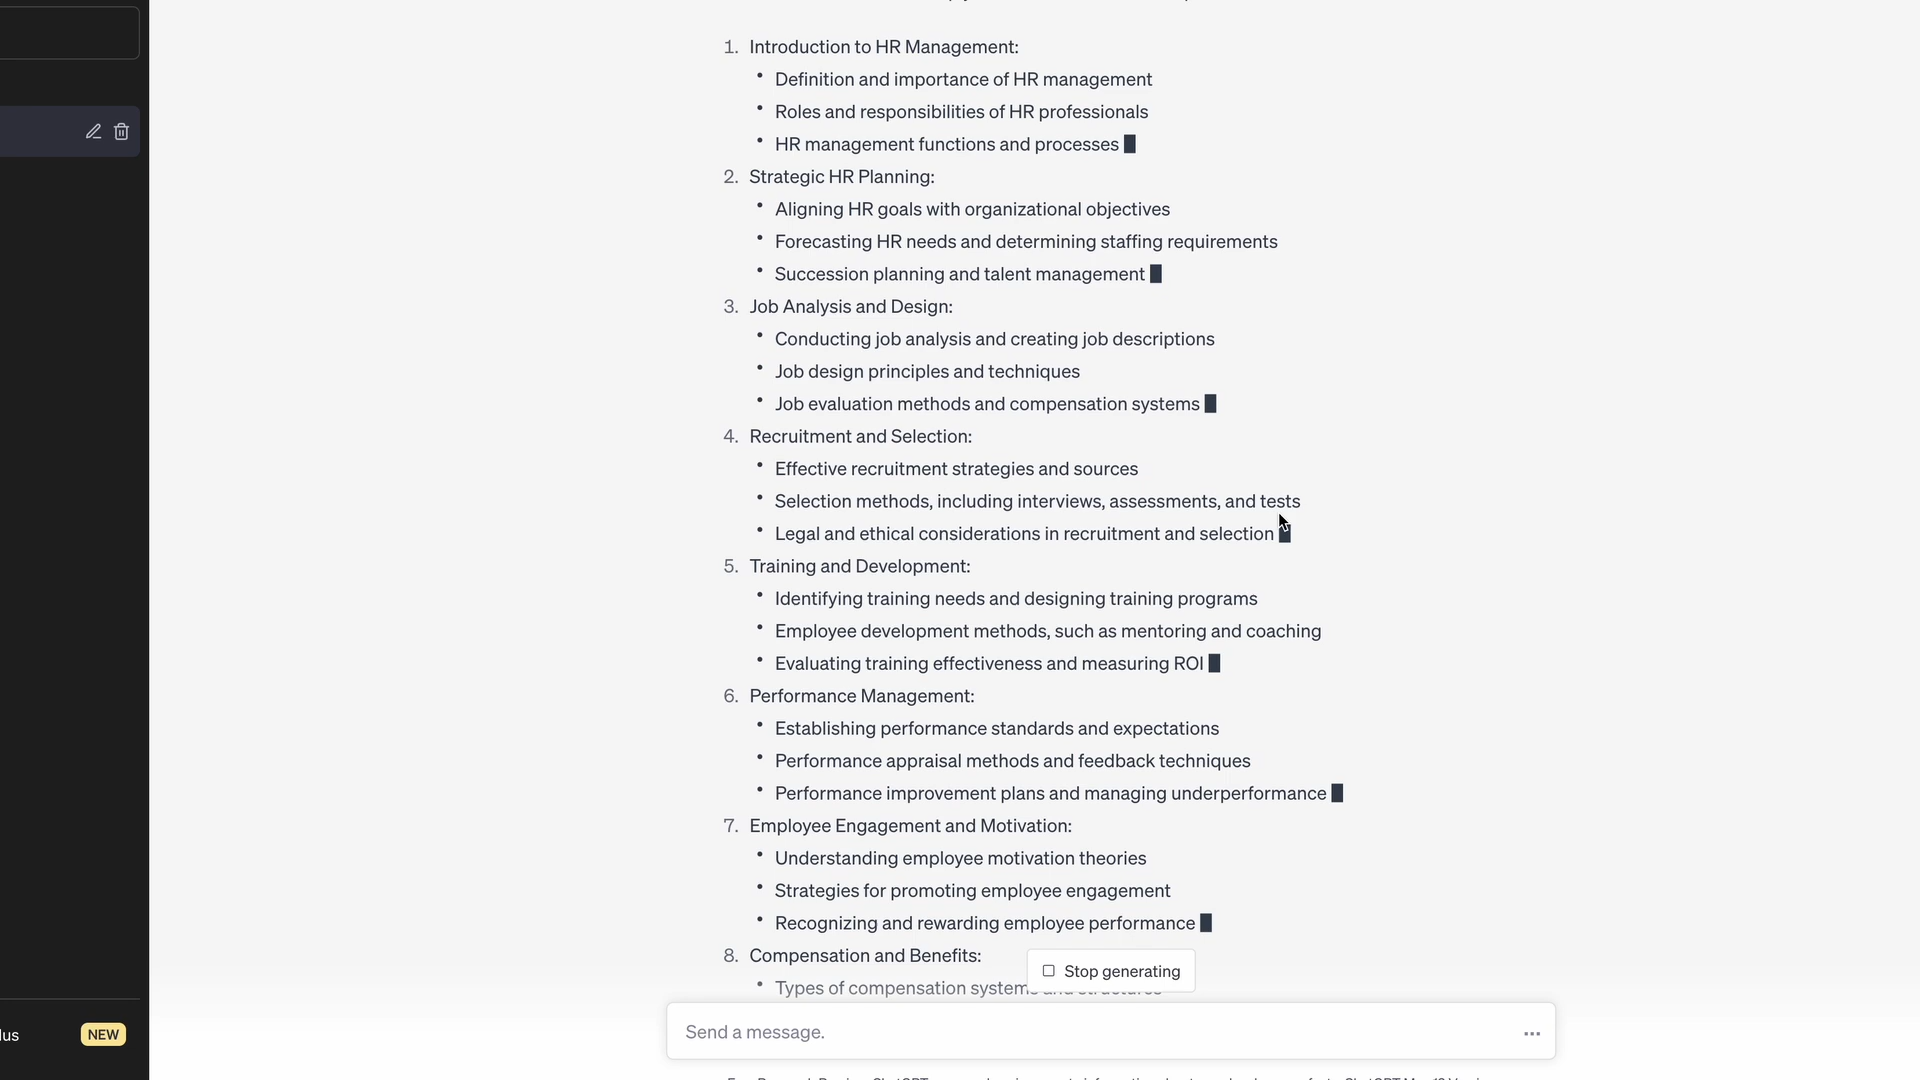 1. Introduction to HR Management:
• Definition and importance of HR management
• Roles and responsibilities of HR professionals
• HR management functions and processes
2. Strategic HR Planning:
• Aligning HR goals with organizational objectives
• Forecasting HR needs and determining staffing requirements
• Succession planning and talent management
3. Job Analysis and Design:
• Conducting job analysis and creating job descriptions
• Job design principles and techniques
• Job evaluation methods and compensation systems
4. Recruitment and Selection:
• Effective recruitment strategies and sources
• Selection methods, including interviews, assessments, and tests
• Legal and ethical considerations in recruitment and selection
5. Training and Development:
• Identifying training needs and designing training programs
• Employee development methods, such as mentoring and coaching
• Evaluating training effectiveness and measuring ROI
6. Performance Management:
• Establishing performance standards and expectations
• Performance appraisal methods and feedback techniques
• Performance improvement plans and managing underperformance
7. Employee Engagement and Motivation:
• Understanding employee motivation theories
• Strategies for promoting employee engagement
• Recognizing and rewarding employee performance
8. Compensation and Benefits:
• Types of compensation systems and structures
Stop generating
Send a message.
lus NEW